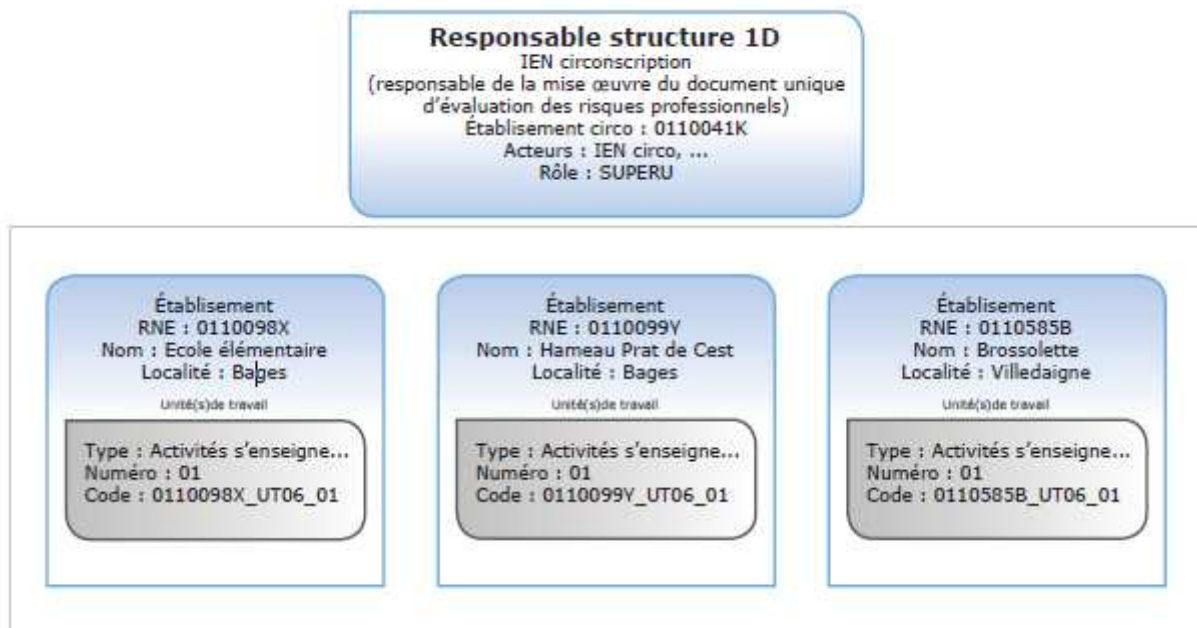 Responsable structure 1D
IEN circonscription
(responsable de la mise œuvre du document unique
d'évaluation des risques professionnels)
Établisement circo : 0110041K
Acteurs : IEN circo, ...
Rôle : SUPERU
Établisement
RNE : 0110098X
Nom : Ecole élémentaire
Localité : Bages
Unité(s)de travail
Type : Activités s'enseigne...
Numéro : 01
Code : 0110098X_UT06_01
Établisement
RNE : 0110099Y
Nom : Hameau Prat de Cest
Localité : Bages
Unité(s)de travail
Type : Activités s'enseigne...
Numéro : 01
Code : 0110099Y_UT06_01
Établisement
RNE : 0110585B
Nom : Brossolette
Localité : Villedaigne
Unité(s)de travail
Type : Activités s'enseigne...
Numéro : 01
Code : 0110585B_UT06_01